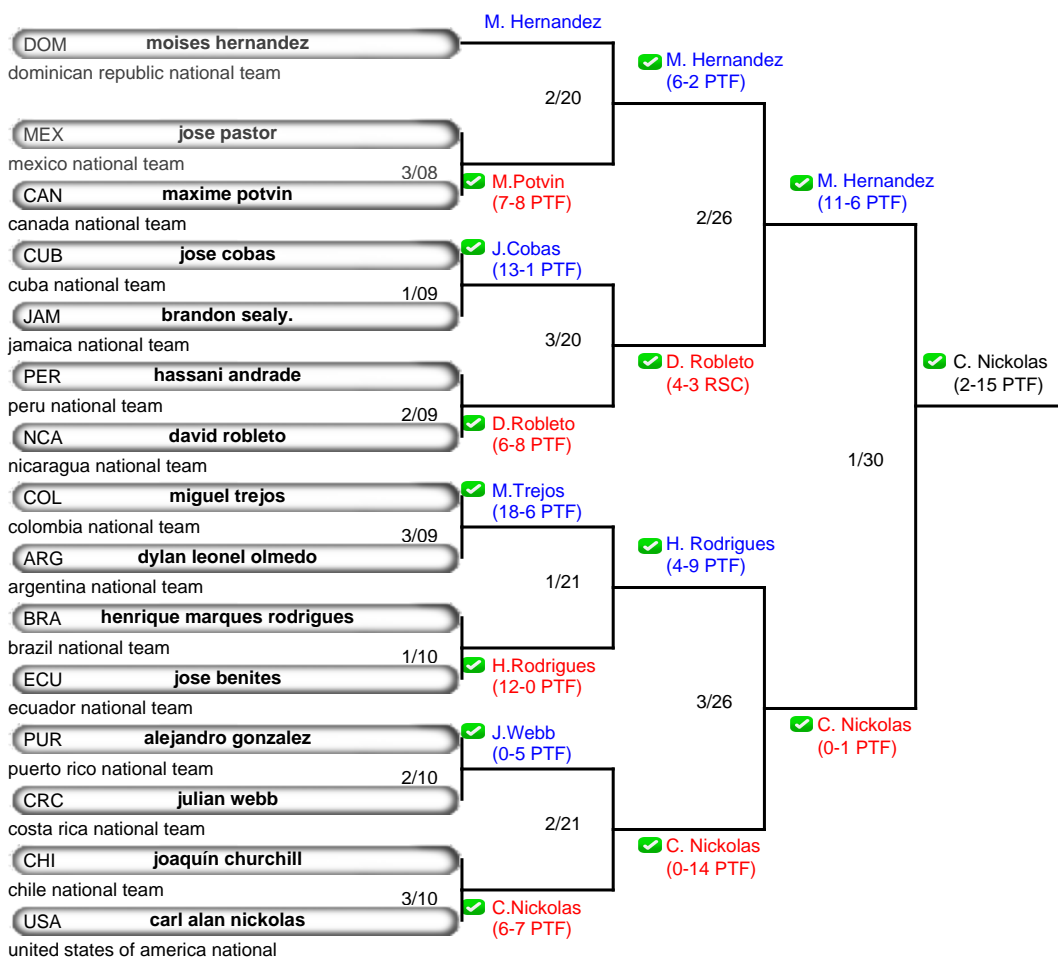 M. Hernandez
DOM moises hernandez
dominican republic national team
M. Hernandez
(6-2 PTF)
2/20
MEX jose pastor
mexico national team
3/08
CAN maxime potvin
canada national team
M.Potvin
(7-8 PTF)
M. Hernandez
(11-6 PTF)
2/26
CUB jose cobas
cuba national team
1/09
JAM brandon sealy.
jamaica national team
J.Cobas
(13-1 PTF)
3/20
D. Robleto
(4-3 RSC)
PER hassani andrade
peru national team
2/09
NCA david robleto
nicaragua national team
D.Robleto
(6-8 PTF)
C. Nickolas
(2-15 PTF)
1/30
COL miguel trejos
colombia national team
3/09
ARG dylan leonel olmedo
argentina national team
M.Trejos
(18-6 PTF)
H. Rodrigues
(4-9 PTF)
1/21
BRA henrique marques rodrigues
brazil national team
1/10
ECU jose benites
ecuador national team
H.Rodrigues
(12-0 PTF)
3/26
C. Nickolas
(0-1 PTF)
PUR alejandro gonzalez
puerto rico national team
2/10
CRC julian webb
costa rica national team
J.Webb
(0-5 PTF)
2/21
C. Nickolas
(0-14 PTF)
CHI joaquín churchill
chile national team
3/10
USA carl alan nickolas
united states of america national
C.Nickolas
(6-7 PTF)